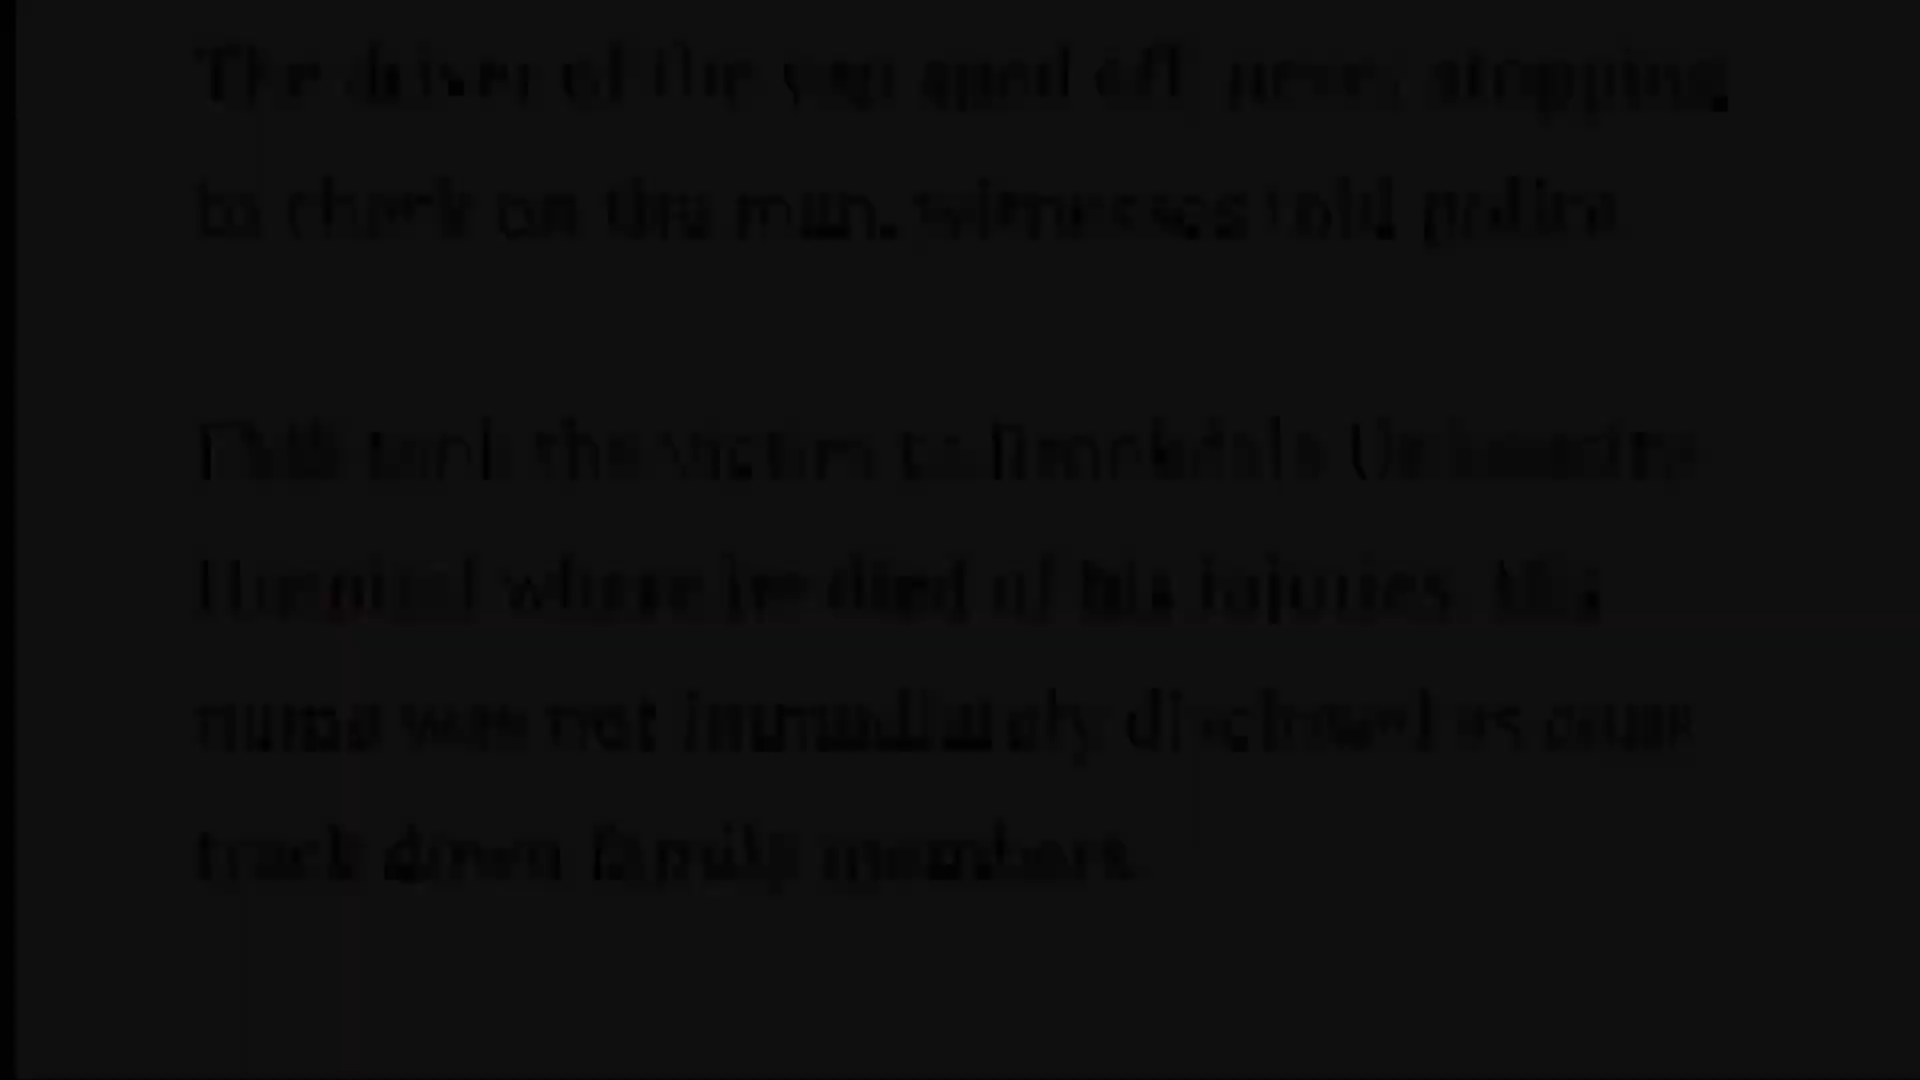 The driver of the van sped off, never stopping
to check on the man, witnesses told police
EMS took the victim to Brookdale University
Hospital where he died of his injuries. His
name was not immediately disclosed as cops
track down family members.